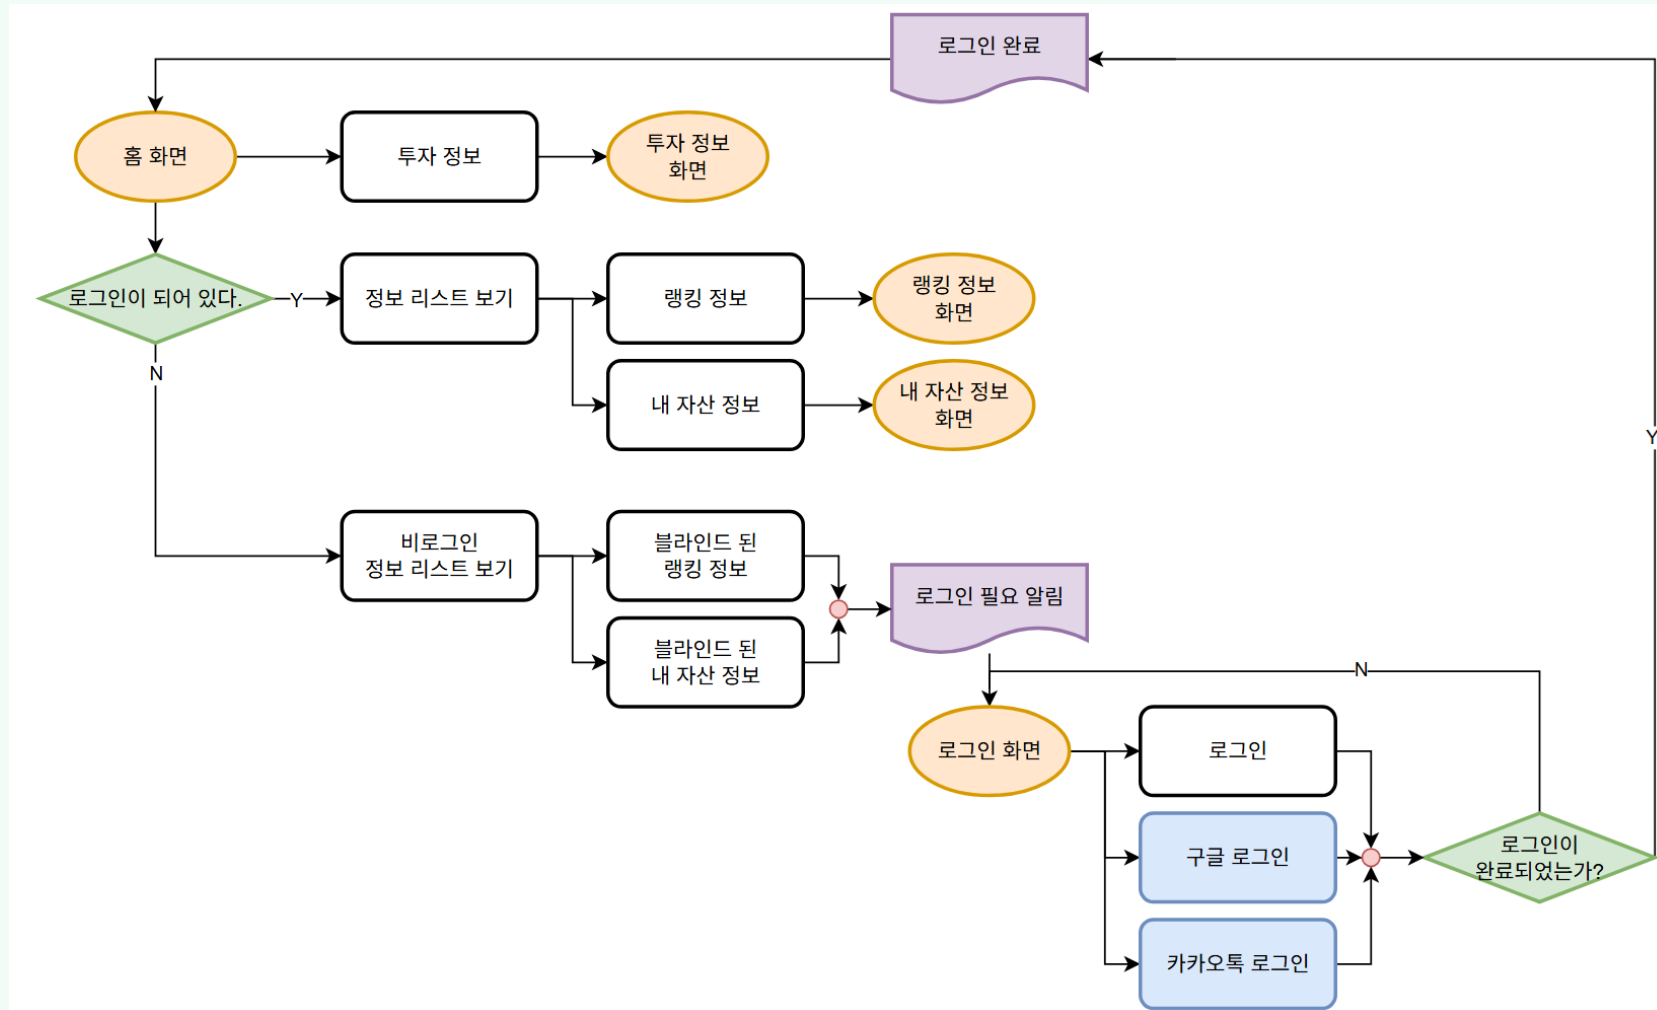 로그인 완료
홈 화면
투자 정보
투자 정보
화면
로그인이 되어 있다.
Y
정보 리스트 보기
랭킹 정보
랭킹 정보
화면
내 자산 정보
내 자산 정보
화면
N
Y
비로그인
정보 리스트 보기
블라인드 된
랭킹 정보
블라인드 된
내 자산 정보
로그인 필요 알림
N
로그인 화면
로그인
구글 로그인
카카오톡 로그인
로그인이
완료되었는가?